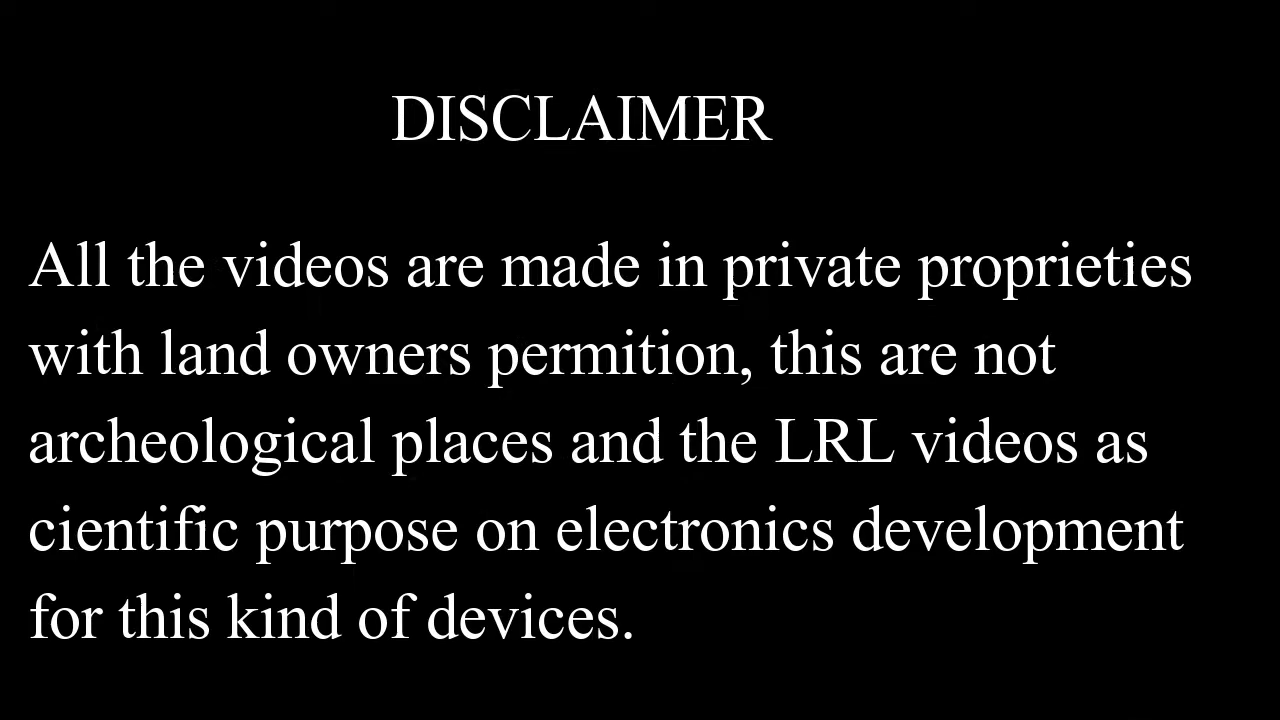 DISCLAIMER
All the videos are made in private proprieties
with land owners permition, this are not
archeological places and the LRL videos as
cientific purpose on electronics development
for this kind of devices.